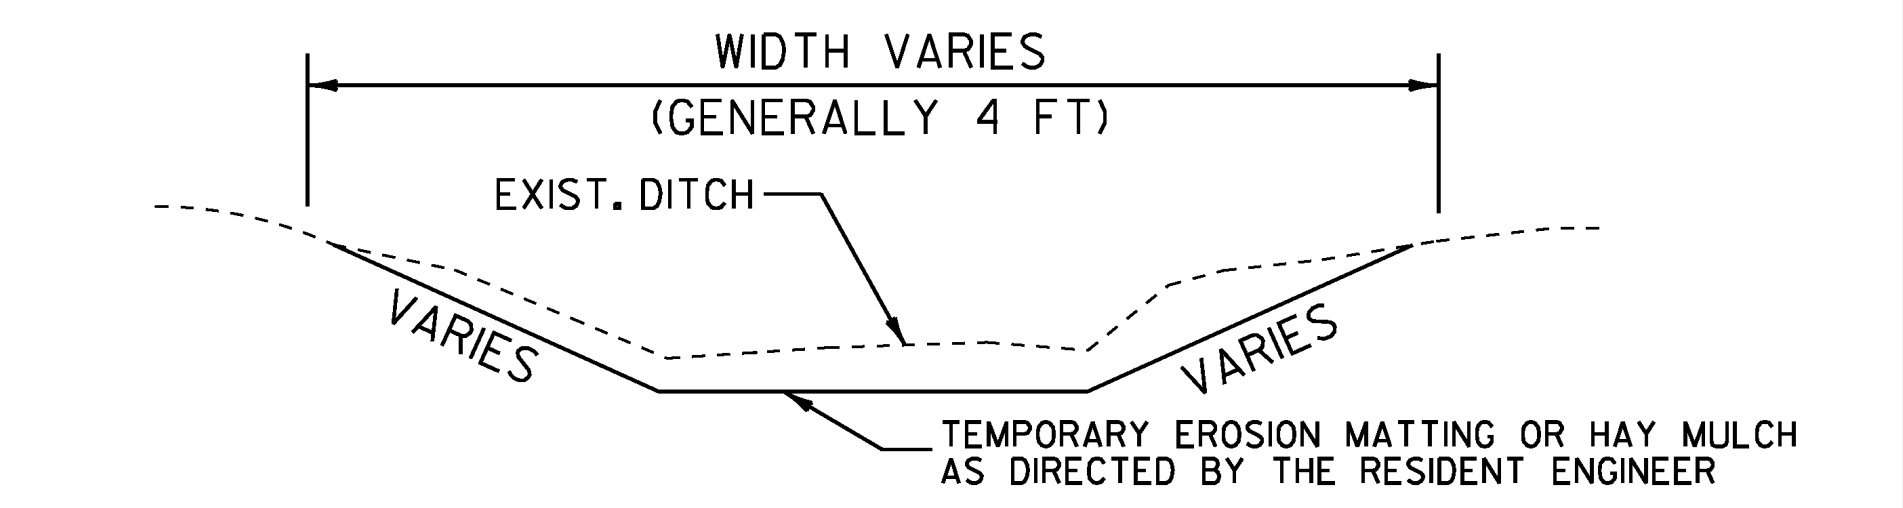 WIDTH VARIES
(GENERALLY 4 FT)
EXIST. DITCH
VARIES
VARIES
TEMPORARY EROSION MATTING OR HAY MULCH
AS DIRECTED BY THE RESIDENT ENGINEER